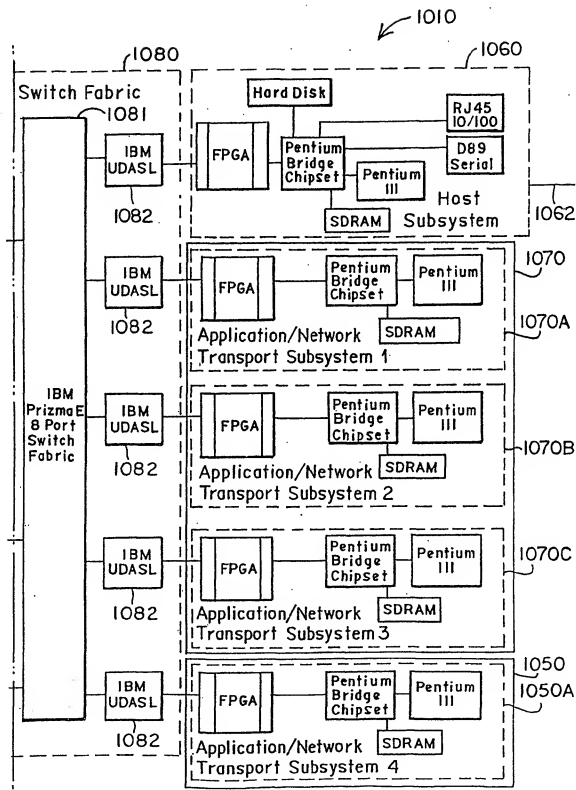 1010
1080
1060
Switch Fabric
1081
Hard Disk
RJ45
10/100
IBM
UDASL
FPGA
Pentium
Bridge
Chipset
D89
Serial
Pentium
III
1082
SDRAM
Host
Subsystem
1062
IBM
UDASL
1082
FPGA
Pentium
Bridge
Chipset
Pentium
III
SDRAM
1070
1070A
Application/Network
Transport Subsystem 1
IBM
PrizmaE
8 Port
Switch
Fabric
IBM
UDASL
1082
FPGA
Pentium
Bridge
Chipset
Pentium
III
SDRAM
1070B
Application/Network
Transport Subsystem 2
IBM
UDASL
1082
FPGA
Pentium
Bridge
Chipset
Pentium
III
SDRAM
1070C
Application/Network
Transport Subsystem 3
IBM
UDASL
1082
FPGA
Pentium
Bridge
Chipset
Pentium
III
SDRAM
1050
1050A
Application/Network
Transport Subsystem 4